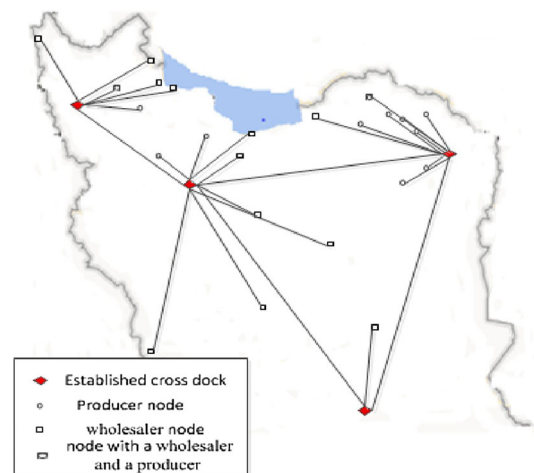 Established cross dock
Producer node
wholesaler node
node with a wholesaler
and a producer